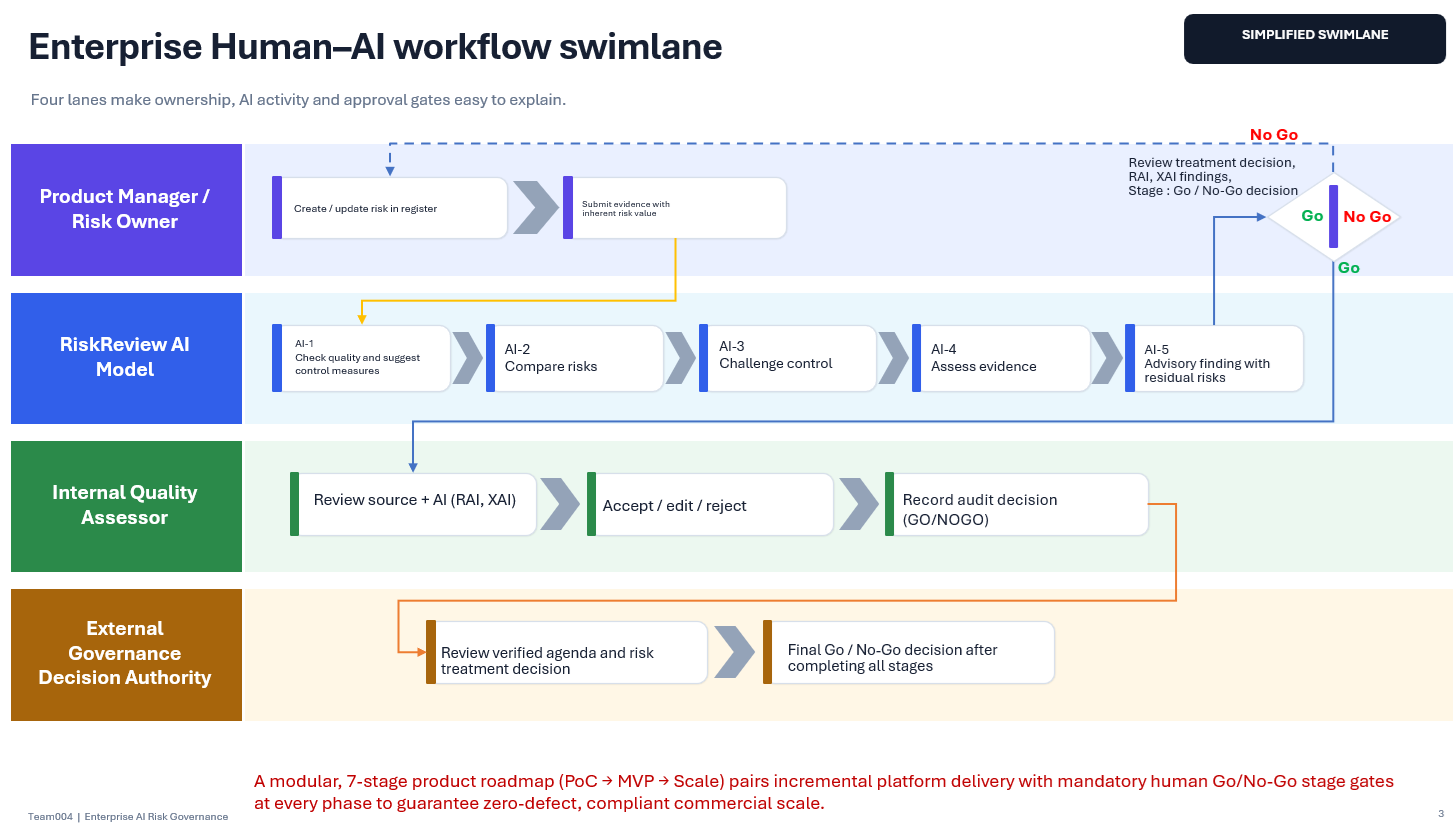 Enterprise Human–AI workflow swimlane
SIMPLIFIED SWIMLANE
Four lanes make ownership, AI activity and approval gates easy to explain.
No Go
Product Manager /
Risk Owner
Create / update risk in register
Submit evidence with
inherent risk value
Review treatment decision,
RAI, XAI findings,
Stage : Go / No-Go decision
Go
No Go
Go
RiskReview AI
Model
AI-1
Check quality and suggest
control measures
AI-2
Compare risks
AI-3
Challenge control
AI-4
Assess evidence
AI-5
Advisory finding with
residual risks
Internal Quality
Assessor
Review source + AI (RAI, XAI)
Accept / edit / reject
Record audit decision
(GO/NOGO)
External
Governance
Decision Authority
Review verified agenda and risk
treatment decision
Final Go / No-Go decision after
completing all stages
A modular, 7-stage product roadmap (PoC → MVP → Scale) pairs incremental platform delivery with mandatory human Go/No-Go stage gates
at every phase to guarantee zero-defect, compliant commercial scale.
Team004 | Enterprise AI Risk Governance
3